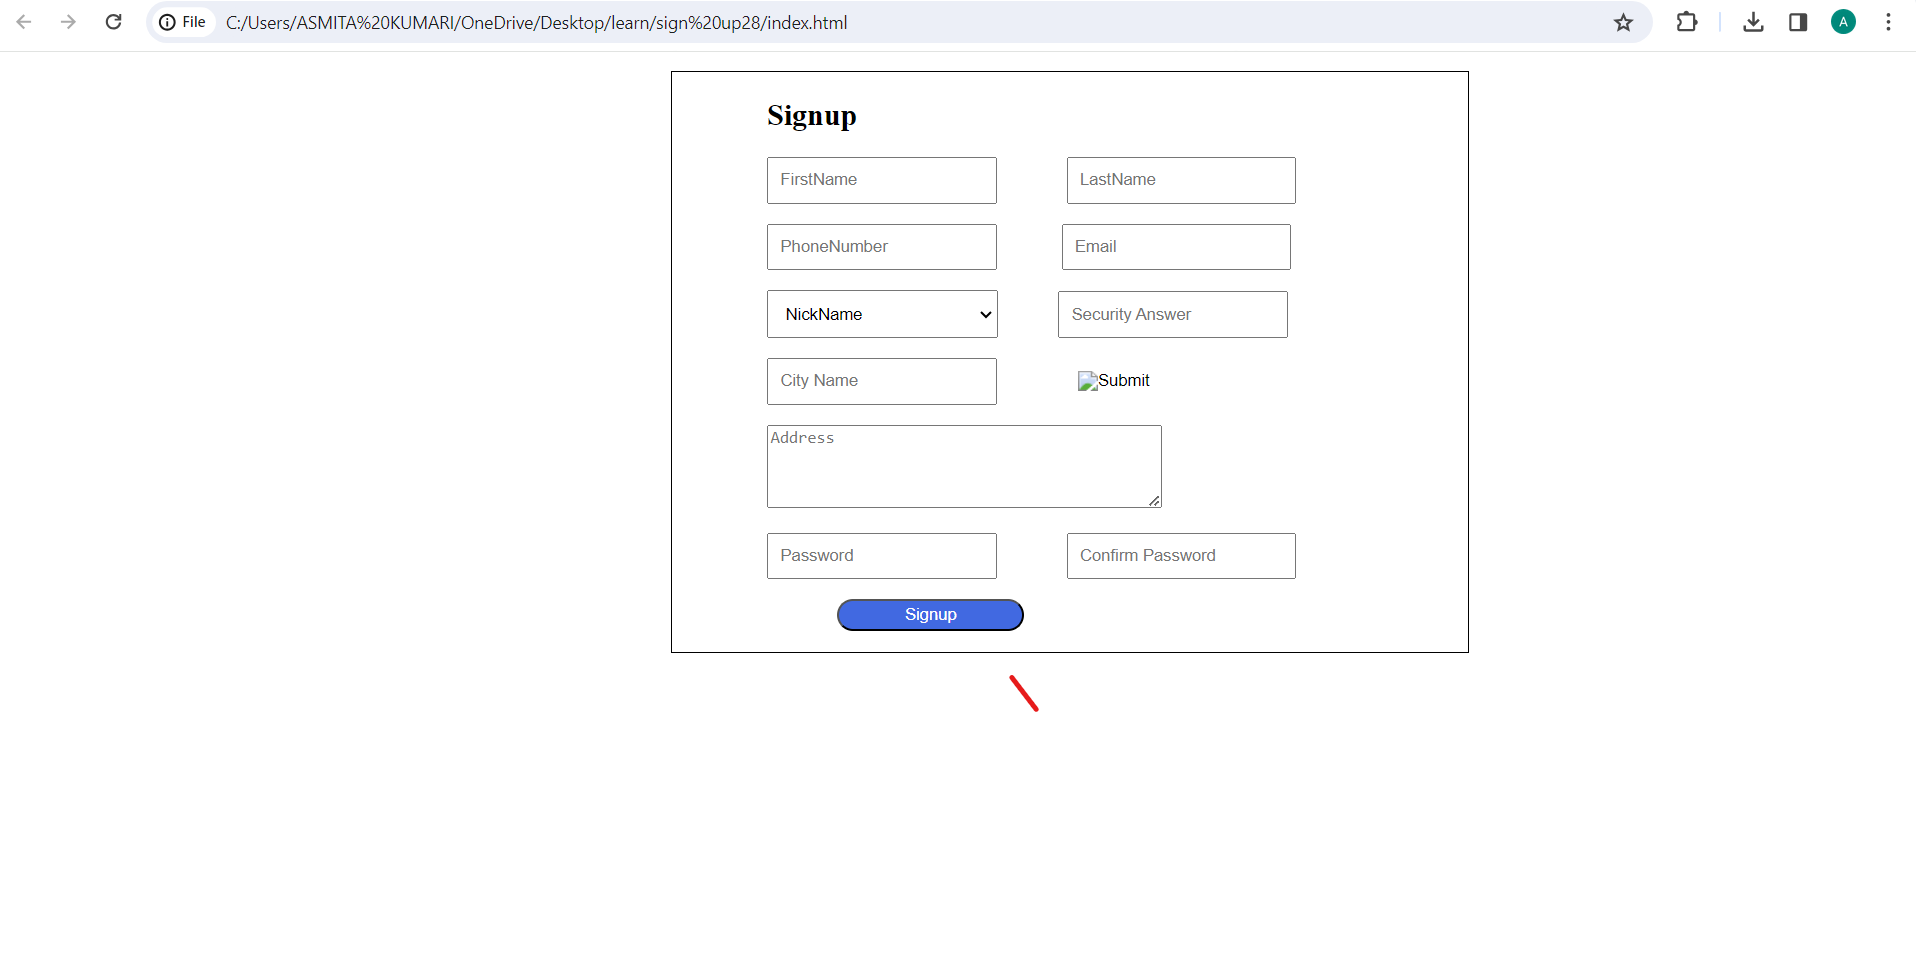 File C:/Users/ASMITA%20KUMARI/OneDrive/Desktop/learn/sign%20up28/index.html A
Signup
FirstName LastName
PhoneNumber Email
NickName Security Answer
City Name Submit
Address
Password Confirm Password
Signup